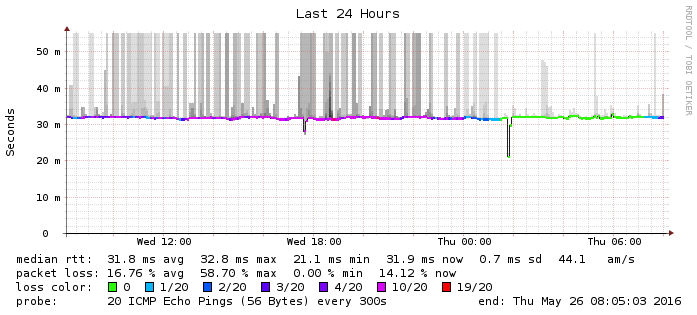 Last 24 Hours
RRDTOOL / TOBI OETIKER
Seconds
50 m
40 m
30 m
20 m
10 m
0
Wed 12:00 Wed 18:00 Thu 00:00 Thu 06:00
median rtt: 31.8 ms avg 32.8 ms max 21.1 ms min 31.9 ms now 0.7 ms sd 44.1 am/s
packet loss: 16.76 % avg 58.70 % max 0.00 % min 14.12 % now
loss color: 0 1/20 2/20 3/20 4/20 10/20 19/20
probe: 20 ICMP Echo Pings (56 Bytes) every 300s end: Thu May 26 08:05:03 2016